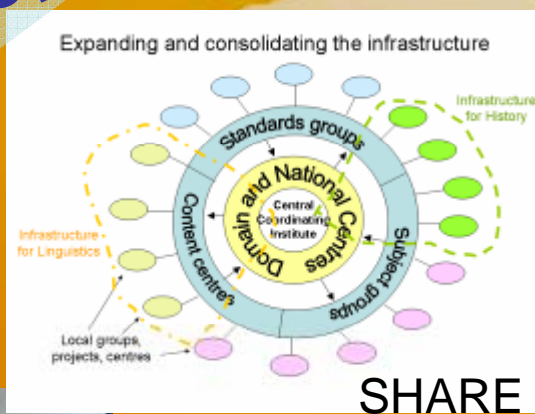 Expanding and consolidating the infrastructure
Infrastructure
for History
Standards groups
Domain and National Centres
Central
Coordinating
Institute
Content centres
Subject groups
Infrastructure
for Linguistics
Local groups,
projects, centres
SHARE